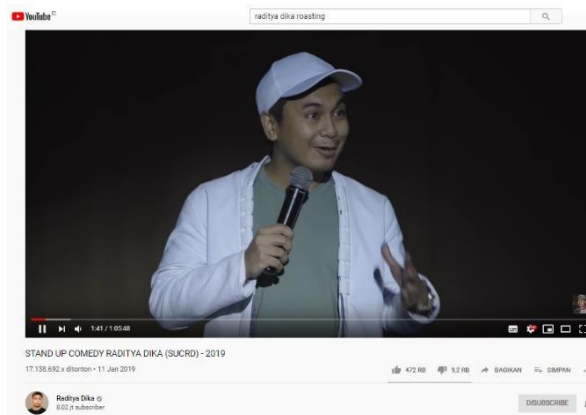 YouTube ID
raditya dika roasting
1:41 / 1:05:48
STAND UP COMEDY RADITYA DIKA (SUCRD) - 2019
17.138.692 x ditonton • 11 Jan 2019
472 RB
9,2 RB
BAGIKAN
SIMPAN
Raditya Dika
8.02 jt subscriber
DISUBSCRIBE